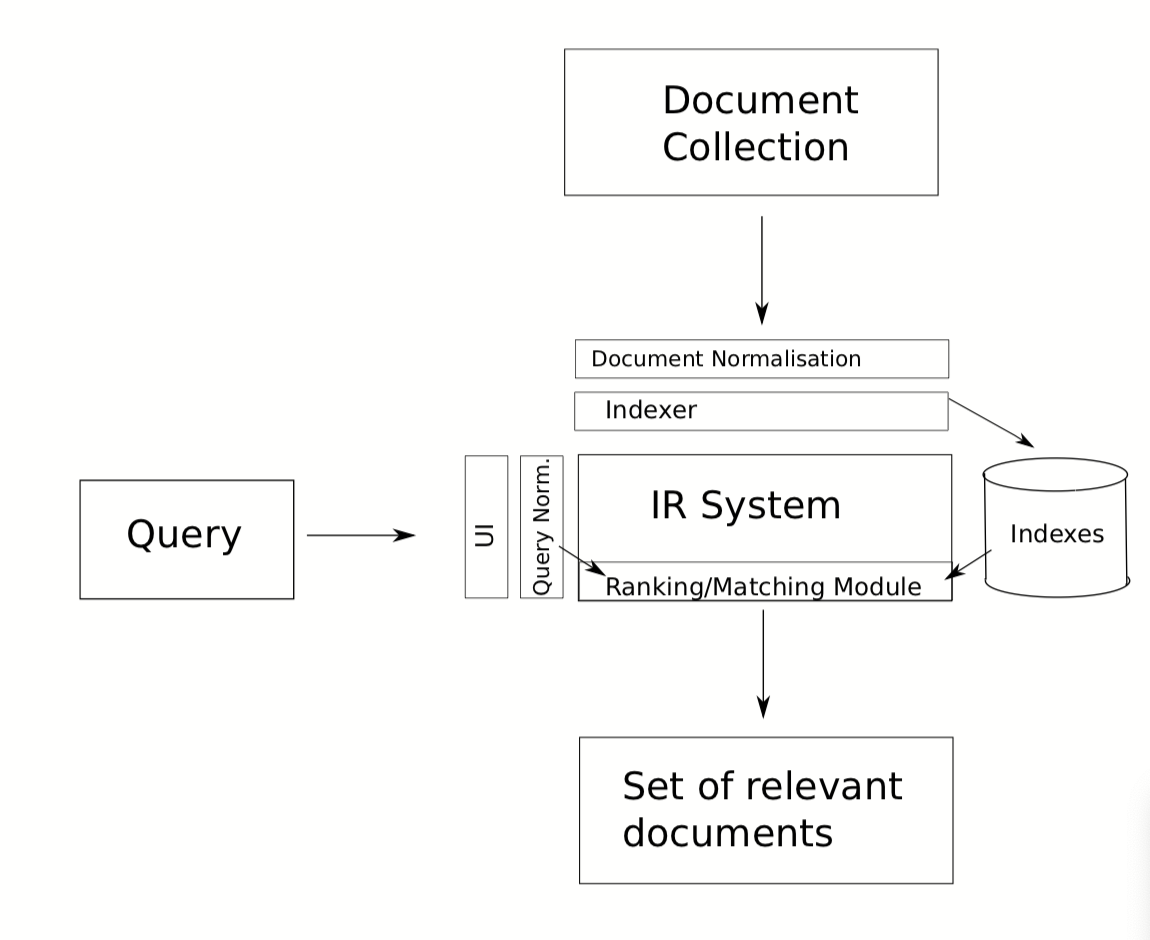 Document
Collection
Document Normalisation
Indexer
Query
UI
Query Norm.
IR System
Ranking/Matching Module
Indexes
Set of relevant
documents